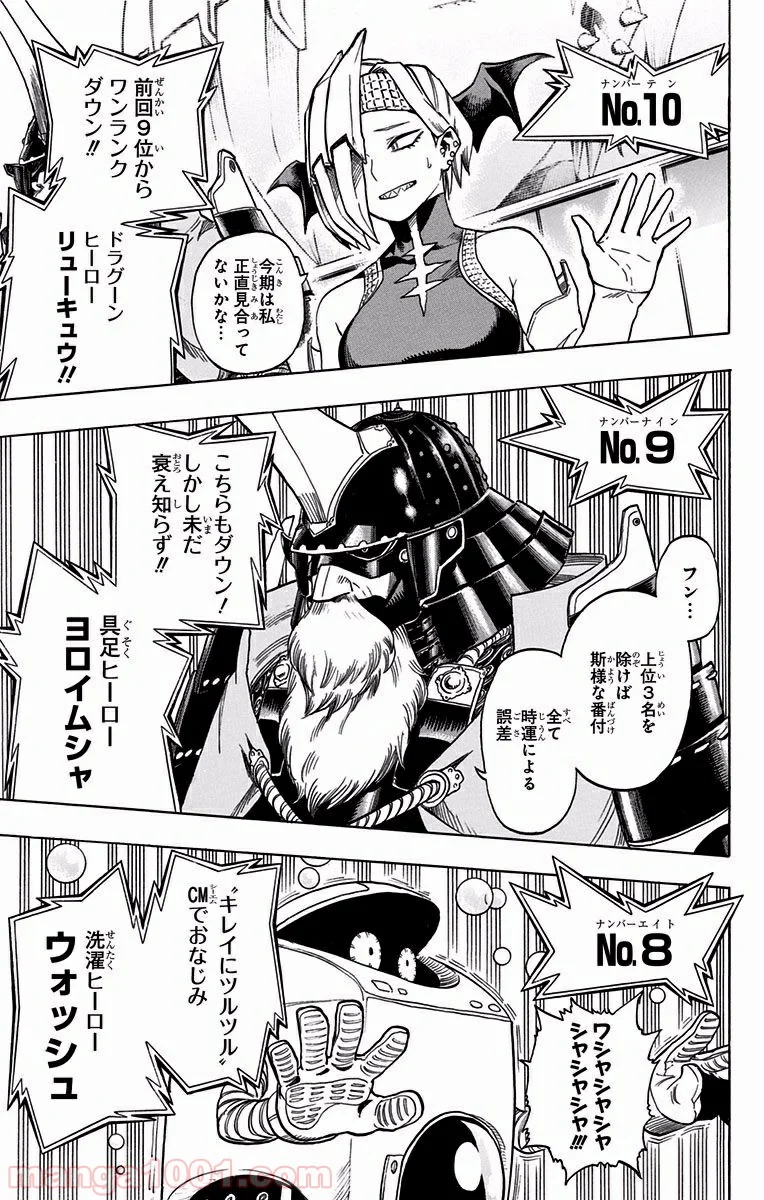 ナンバーテン
No.10
前回9位から
ワンランク
ダウン!!
ドラグーン
ヒーロー
リューキュウ!!
今期は私
正直見合って
ないかな…
ナンバーナイン
No.9
フン…
上位3名を
除けば
斯様な番付
全て
時運による
誤差
こちらもダウン!
しかし未だ
衰え知らず!!
具足ヒーロー
ヨロイムシャ
ナンバーエイト
No.8
ワシャシャシャ
シャシャシャ
シャシャ!!!
"キレイにツルツル"
CMでおなじみ
洗濯ヒーロー
ウォッシュ
manga1001.com